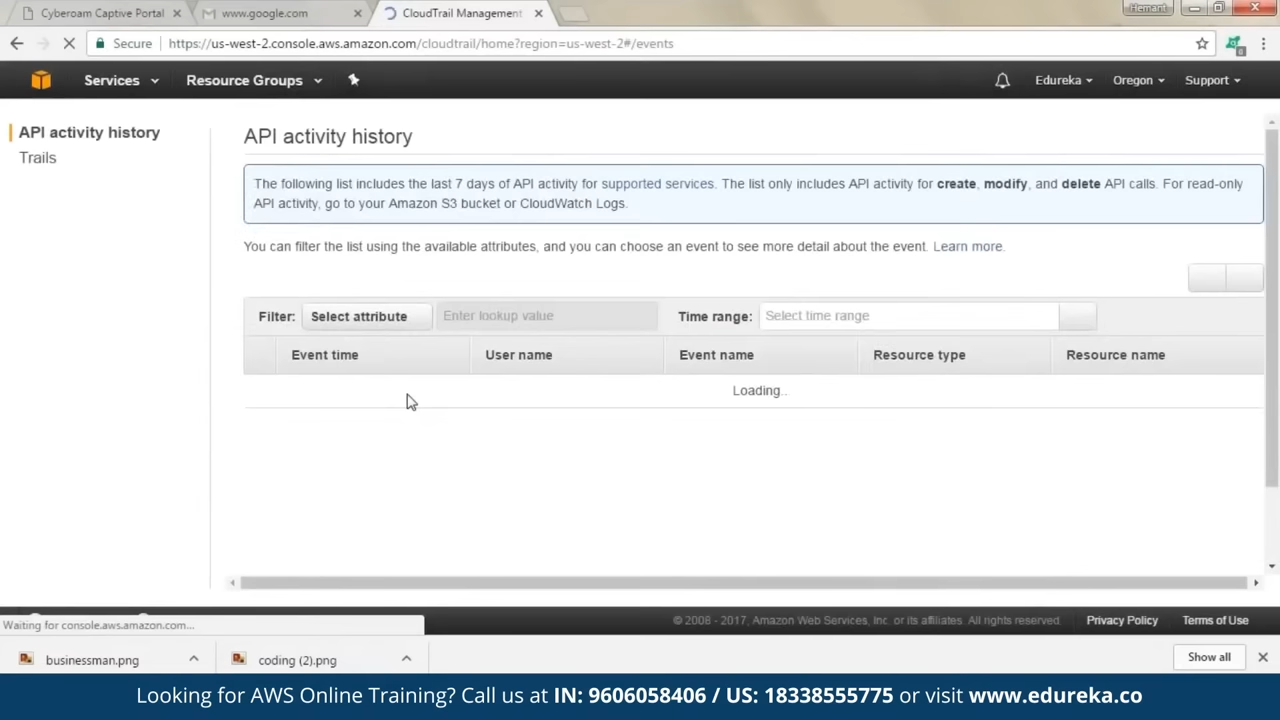 Cyberoam Captive Portal
www.google.com
CloudTrail Management
Hemant
Secure
https://us-west-2.console.aws.amazon.com/cloudtrail/home?region=us-west-2#/events
Services
Resource Groups
Edureka
Oregon
Support
API activity history
Trails
API activity history
The following list includes the last 7 days of API activity for supported services. The list only includes API activity for create, modify, and delete API calls. For read-only
API activity, go to your Amazon S3 bucket or CloudWatch Logs.
You can filter the list using the available attributes, and you can choose an event to see more detail about the event. Learn more.
Filter: Select attribute Enter lookup value Time range: Select time range
Event time User name Event name Resource type Resource name
Loading..
Waiting for console.aws.amazon.com...
© 2008 - 2017, Amazon Web Services, Inc. or its affiliates. All rights reserved. Privacy Policy Terms of Use
businessman.png
coding (2).png
Show all
Looking for AWS Online Training? Call us at IN: 9606058406 / US: 18338555775 or visit www.edureka.co